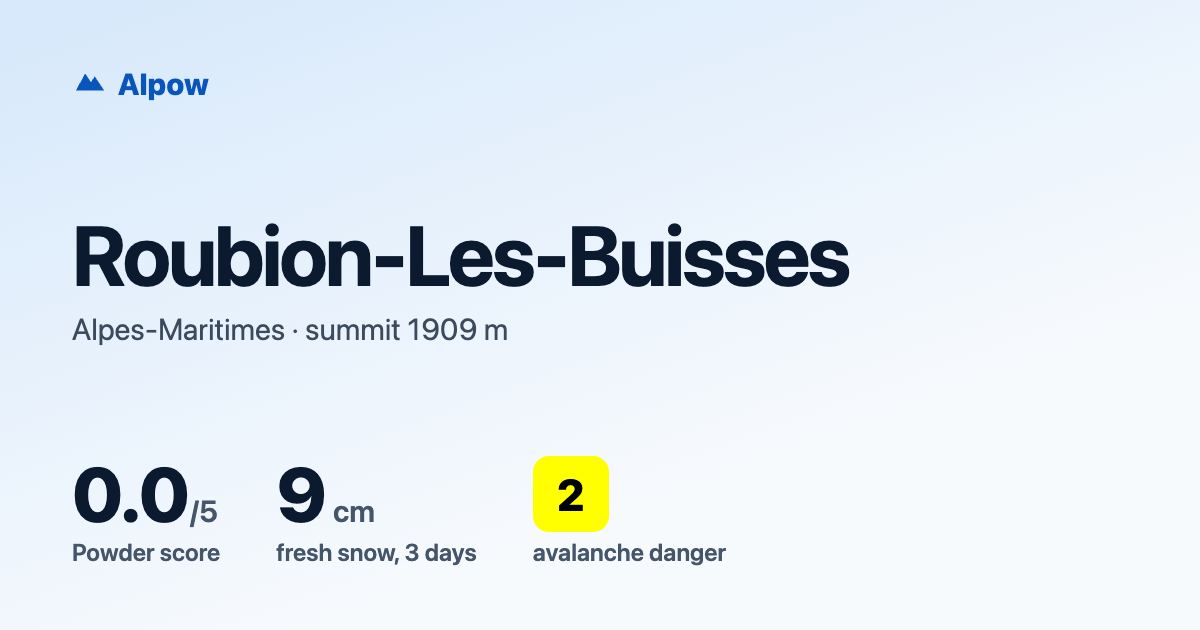 Alpow
Roubion-Les-Buisses
Alpes-Maritimes · summit 1909 m
0.0/5
Powder score
9 cm
fresh snow, 3 days
2
avalanche danger